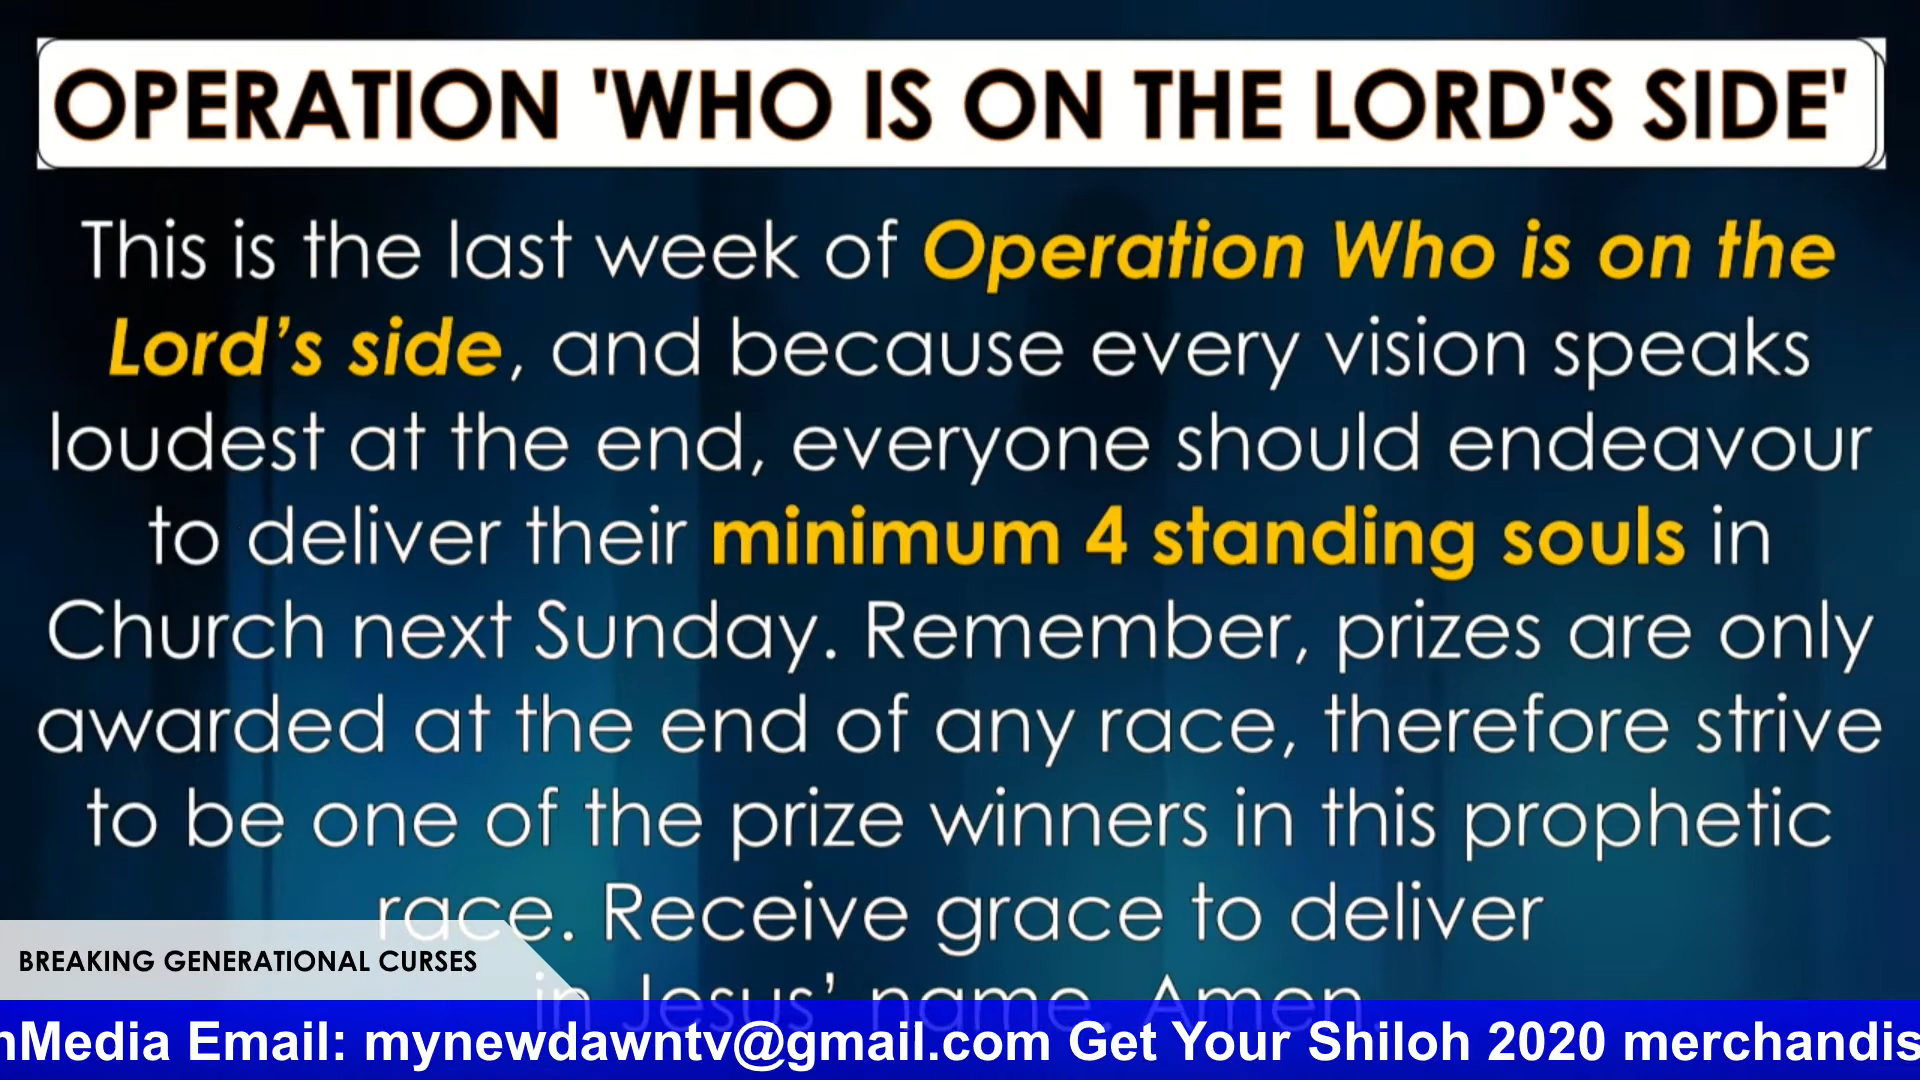 OPERATION 'WHO IS ON THE LORD'S SIDE'
This is the last week of Operation Who is on the
Lord’s side, and because every vision speaks
loudest at the end, everyone should endeavour
to deliver their minimum 4 standing souls in
Church next Sunday. Remember, prizes are only
awarded at the end of any race, therefore strive
to be one of the prize winners in this prophetic
race. Receive grace to deliver
in Jesus’ name. Amen.
BREAKING GENERATIONAL CURSES
nMedia Email: mynewdawntv@gmail.com Get Your Shiloh 2020 merchandis